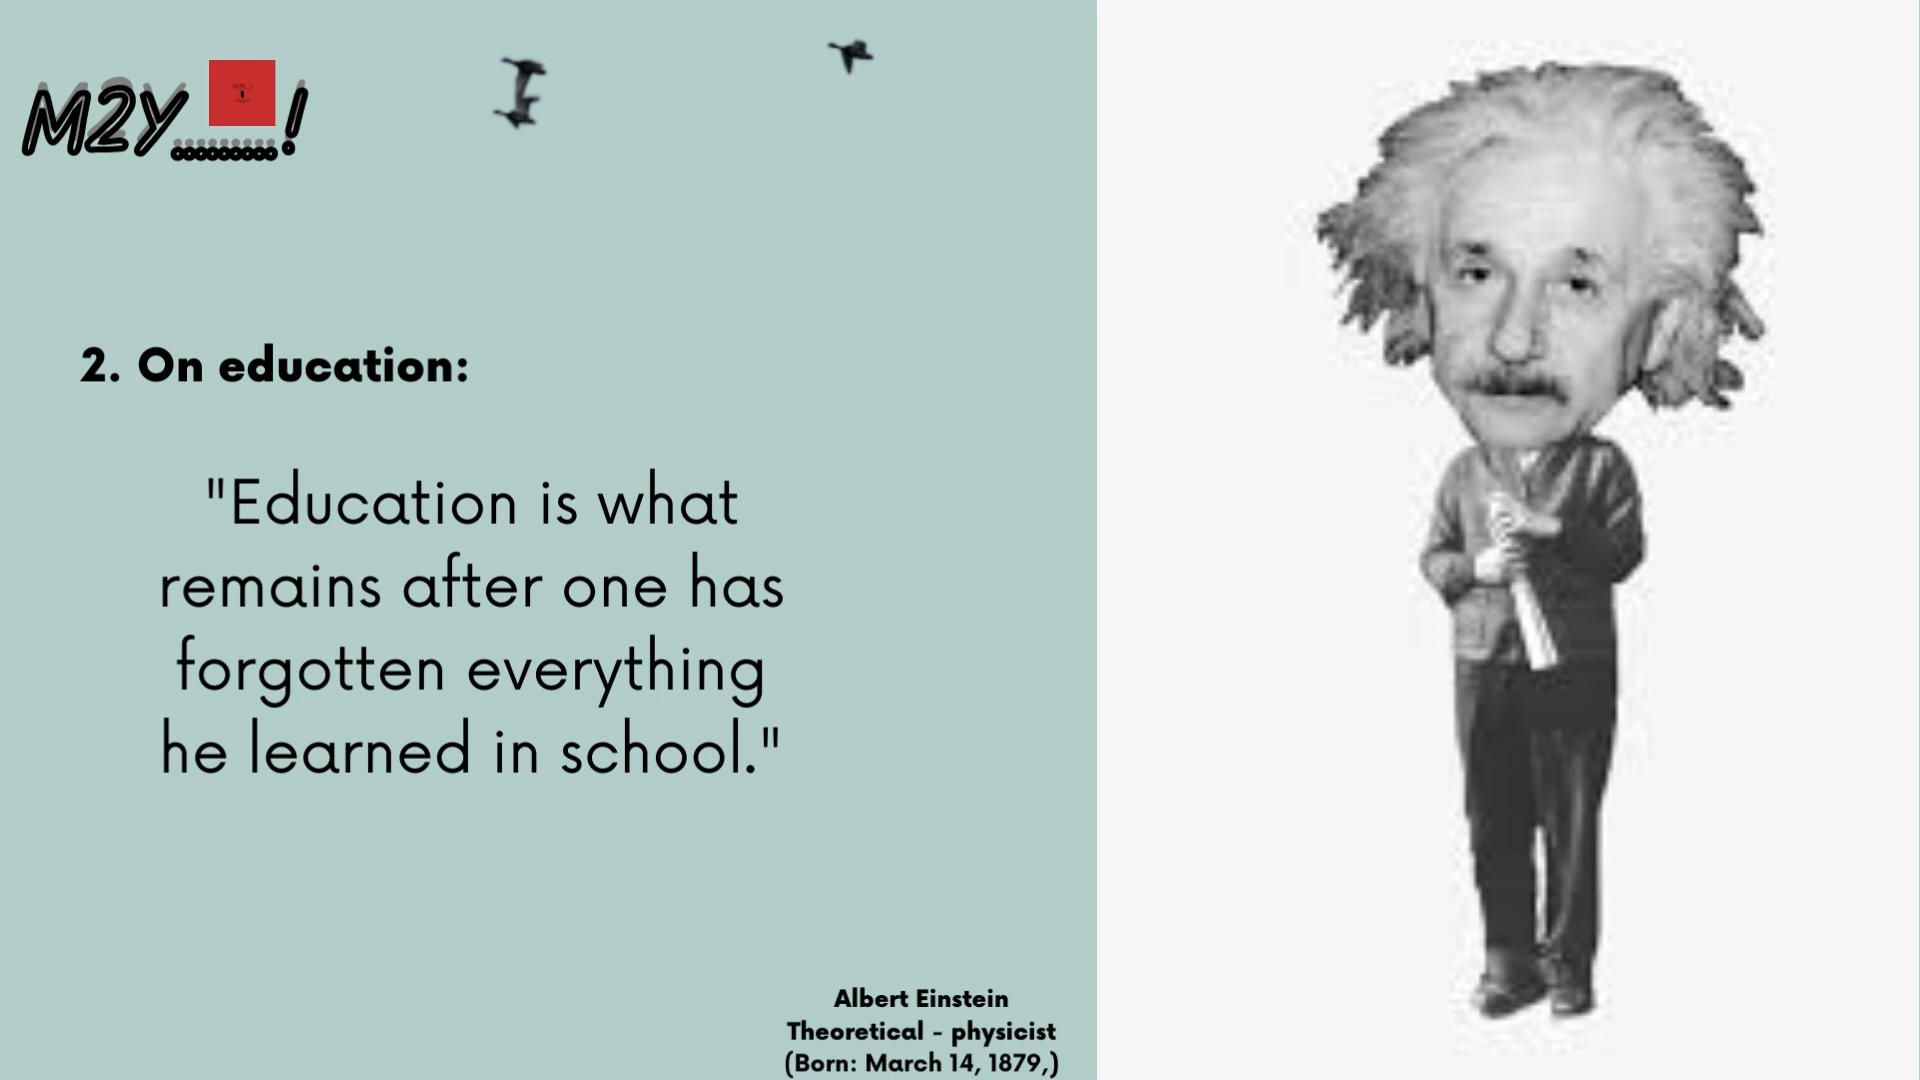 M2Y.........!
2. On education:
"Education is what
remains after one has
forgotten everything
he learned in school."
Albert Einstein
Theoretical - physicist
(Born: March 14, 1879,)